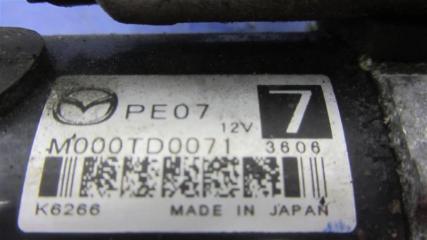 PE07 12V 7
M000TD0071 3606
K6266 MADE IN JAPAN